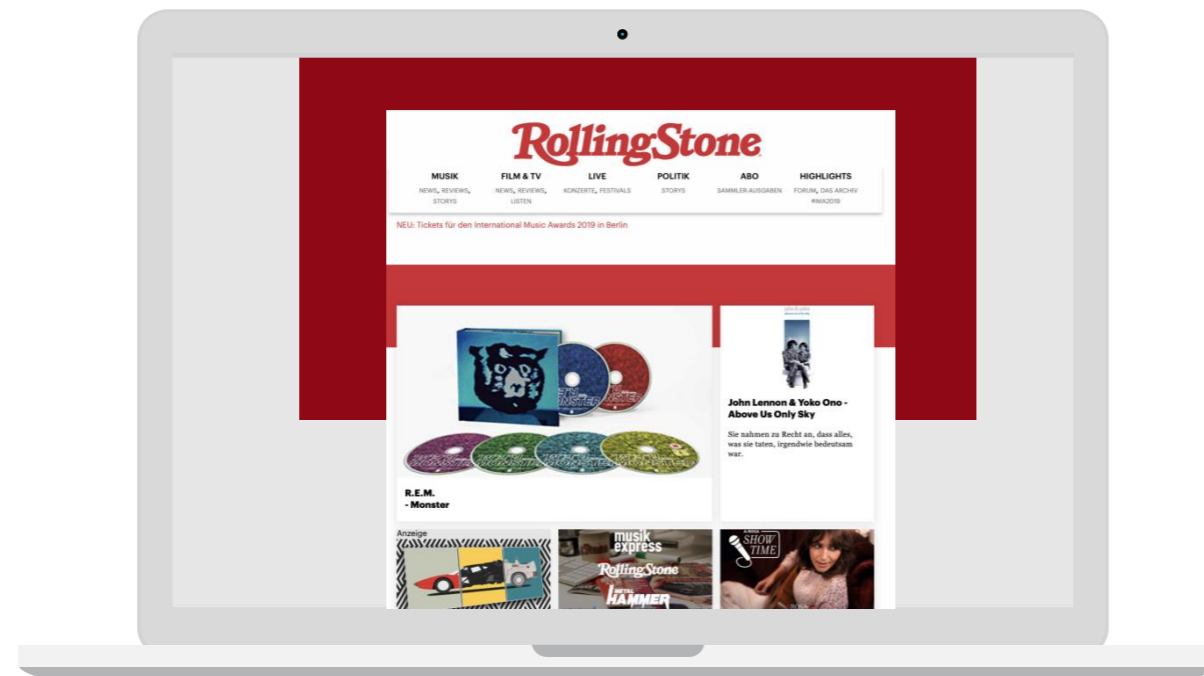 RollingStone
MUSIK
NEWS, REVIEWS,
STORYS
FILM & TV
NEWS, REVIEWS,
LISTEN
LIVE
KONZERTE, FESTIVALS
POLITIK
STORYS
ABO
SAMMLER-AUSGABEN
HIGHLIGHTS
FORUM, DAS ARCHIV
#IMA2019
NEU: Tickets für den International Music Awards 2019 in Berlin
R.E.M.
- Monster
John Lennon & Yoko Ono -
Above Us Only Sky
Sie nahmen zu Recht an, dass alles,
was sie taten, irgendwie bedeutsam
war.
Anzeige
musik
express
RollingStone
METAL
HAMMER
SHOW
TIME